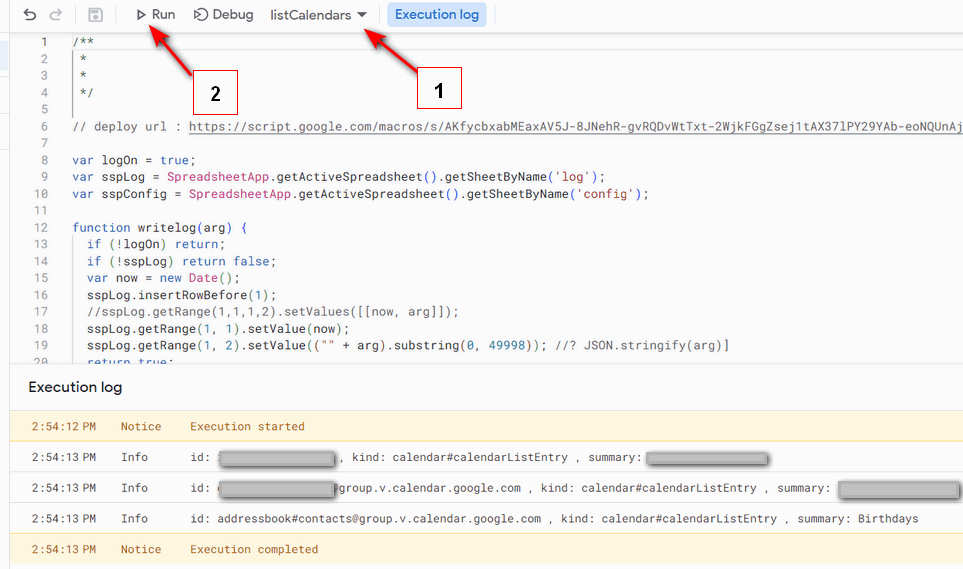 Run Debug listCalendars Execution log
1
2
1 /**
2 *
3 *
4 */
5
6 // deploy url : https://script.google.com/macros/s/AKfycbxabMEaxAV5J-8JNehR-gvRQDvWtTxt-2WjkFGgZsej1tAX37lPY29YAb-eoNQUnAj
7
8 var logOn = true;
9 var sspLog = SpreadsheetApp.getActiveSpreadsheet().getSheetByName('log');
10 var sspConfig = SpreadsheetApp.getActiveSpreadsheet().getSheetByName('config');
11
12 function writelog(arg) {
13 if (!logOn) return;
14 if (!sspLog) return false;
15 var now = new Date();
16 sspLog.insertRowBefore(1);
17 //sspLog.getRange(1,1,1,2).setValues([[now, arg]]);
18 sspLog.getRange(1, 1).setValue(now);
19 sspLog.getRange(1, 2).setValue(("" + arg).substring(0, 49998)); //? JSON.stringify(arg)]
20 return true;
Execution log
2:54:12 PM Notice Execution started
2:54:13 PM Info id: , kind: calendar#calendarListEntry , summary:
2:54:13 PM Info id: @group.v.calendar.google.com , kind: calendar#calendarListEntry , summary:
2:54:13 PM Info id: addressbook#contacts@group.v.calendar.google.com , kind: calendar#calendarListEntry , summary: Birthdays
2:54:13 PM Notice Execution completed